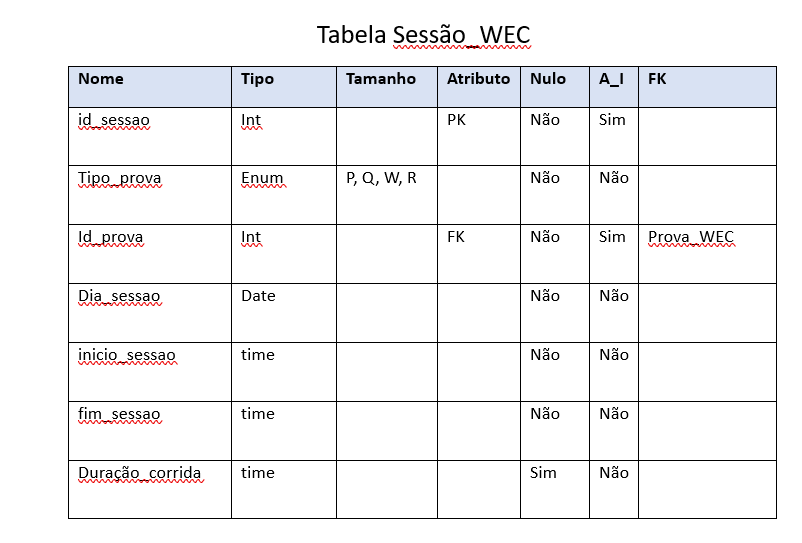 Tabela Sessão_WEC
Nome Tipo Tamanho Atributo Nulo A_I FK
id_sessao Int PK Não Sim
Tipo_prova Enum P, Q, W, R Não Não
Id_prova Int FK Não Sim Prova_WEC
Dia_sessao Date Não Não
inicio_sessao time Não Não
fim_sessao time Não Não
Duração_corrida time Sim Não